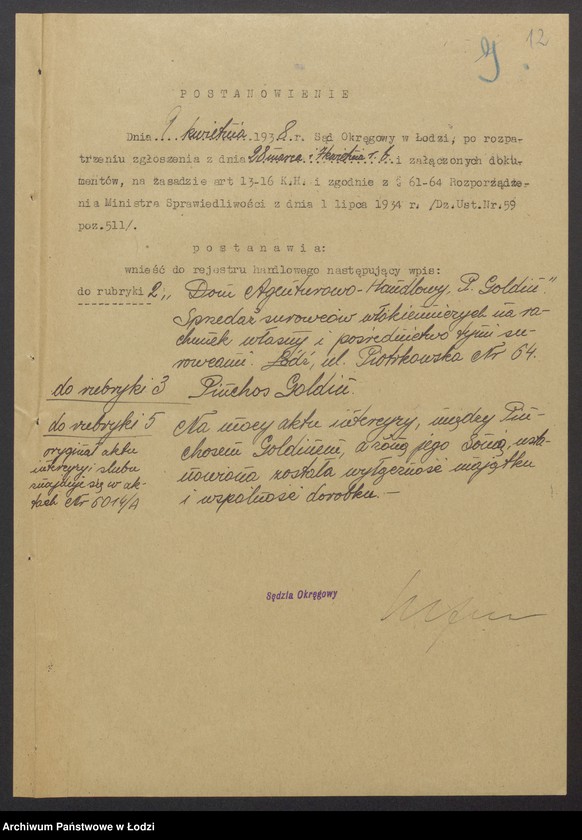 9 12
POSTANOWIENIE
Dnia...9 kwietnia.1938.r. Sąd Okręgowy w Łodzi, po rozpa-
trzeniu zgłoszenia z dnia 28 marca i 7 kwietnia r. b. i załączonych doku-
mentów, na zasadzie art 13-16 K.H. i zgodnie z § 61-64 Rozporządze-
nia Ministra Sprawiedliwości z dnia 1 lipca 1934 r. /Dz.Ust.Nr.59
poz.511/.
postanawia:
wnieść do rejestru handlowego następujący wpis:
do rubryki 2 „Dom Agenturowo-Handlowy, P. Goldin."
Sprzedaż surowców włókienniczych na ra-
chunek własny i pośrednictwo tymi su-
rowcami. Łódź, ul. Piotrkowska Nr 64.
do rubryki 3 Pinchos Goldin.
do rubryki 5 Na mocy aktu intercyzy, między Pin-
chosem Goldinem, a żoną jego Sonią, usta-
nowiona została wyłączność majątku
i wspólność dorobku.—
oryginał aktu
intercyzy i ślubu
znajduje się w ak-
tach Nr 6014/A
Sędzia Okręgowy
Archiwum Państwowe w Łodzi